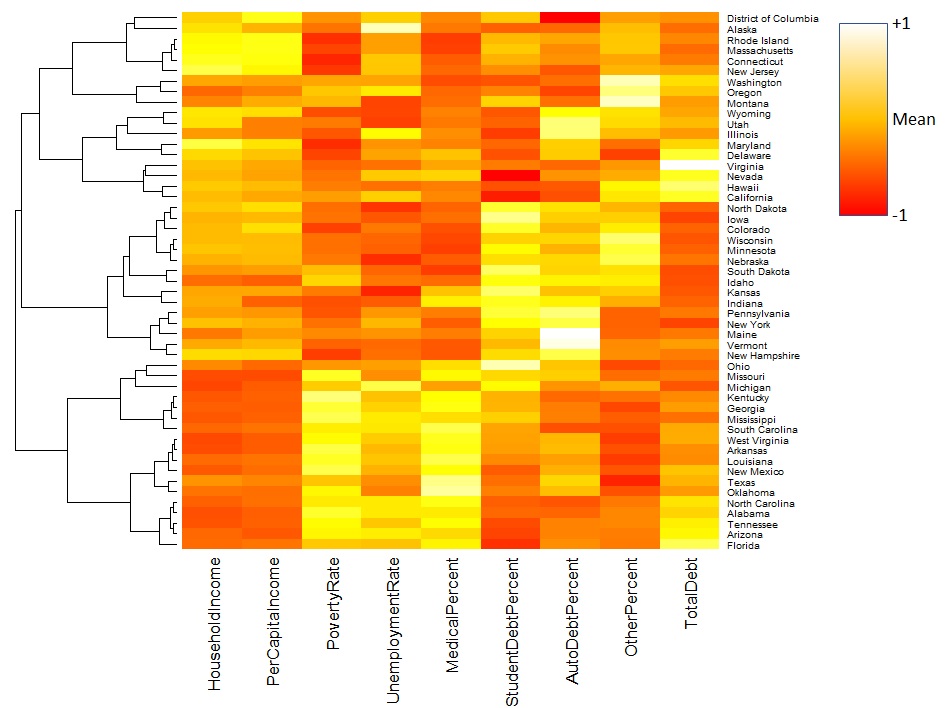 District of Columbia
Alaska
Rhode Island
Massachusetts
Connecticut
New Jersey
Washington
Oregon
Montana
Wyoming
Utah
Illinois
Maryland
Delaware
Virginia
Nevada
Hawaii
California
North Dakota
Iowa
Colorado
Wisconsin
Minnesota
Nebraska
South Dakota
Idaho
Kansas
Indiana
Pennsylvania
New York
Maine
Vermont
New Hampshire
Ohio
Missouri
Michigan
Kentucky
Georgia
Mississippi
South Carolina
West Virginia
Arkansas
Louisiana
New Mexico
Texas
Oklahoma
North Carolina
Alabama
Tennessee
Arizona
Florida
+1
Mean
-1
HouseholdIncome
PerCapitaIncome
PovertyRate
UnemploymentRate
MedicalPercent
StudentDebtPercent
AutoDebtPercent
OtherPercent
TotalDebt